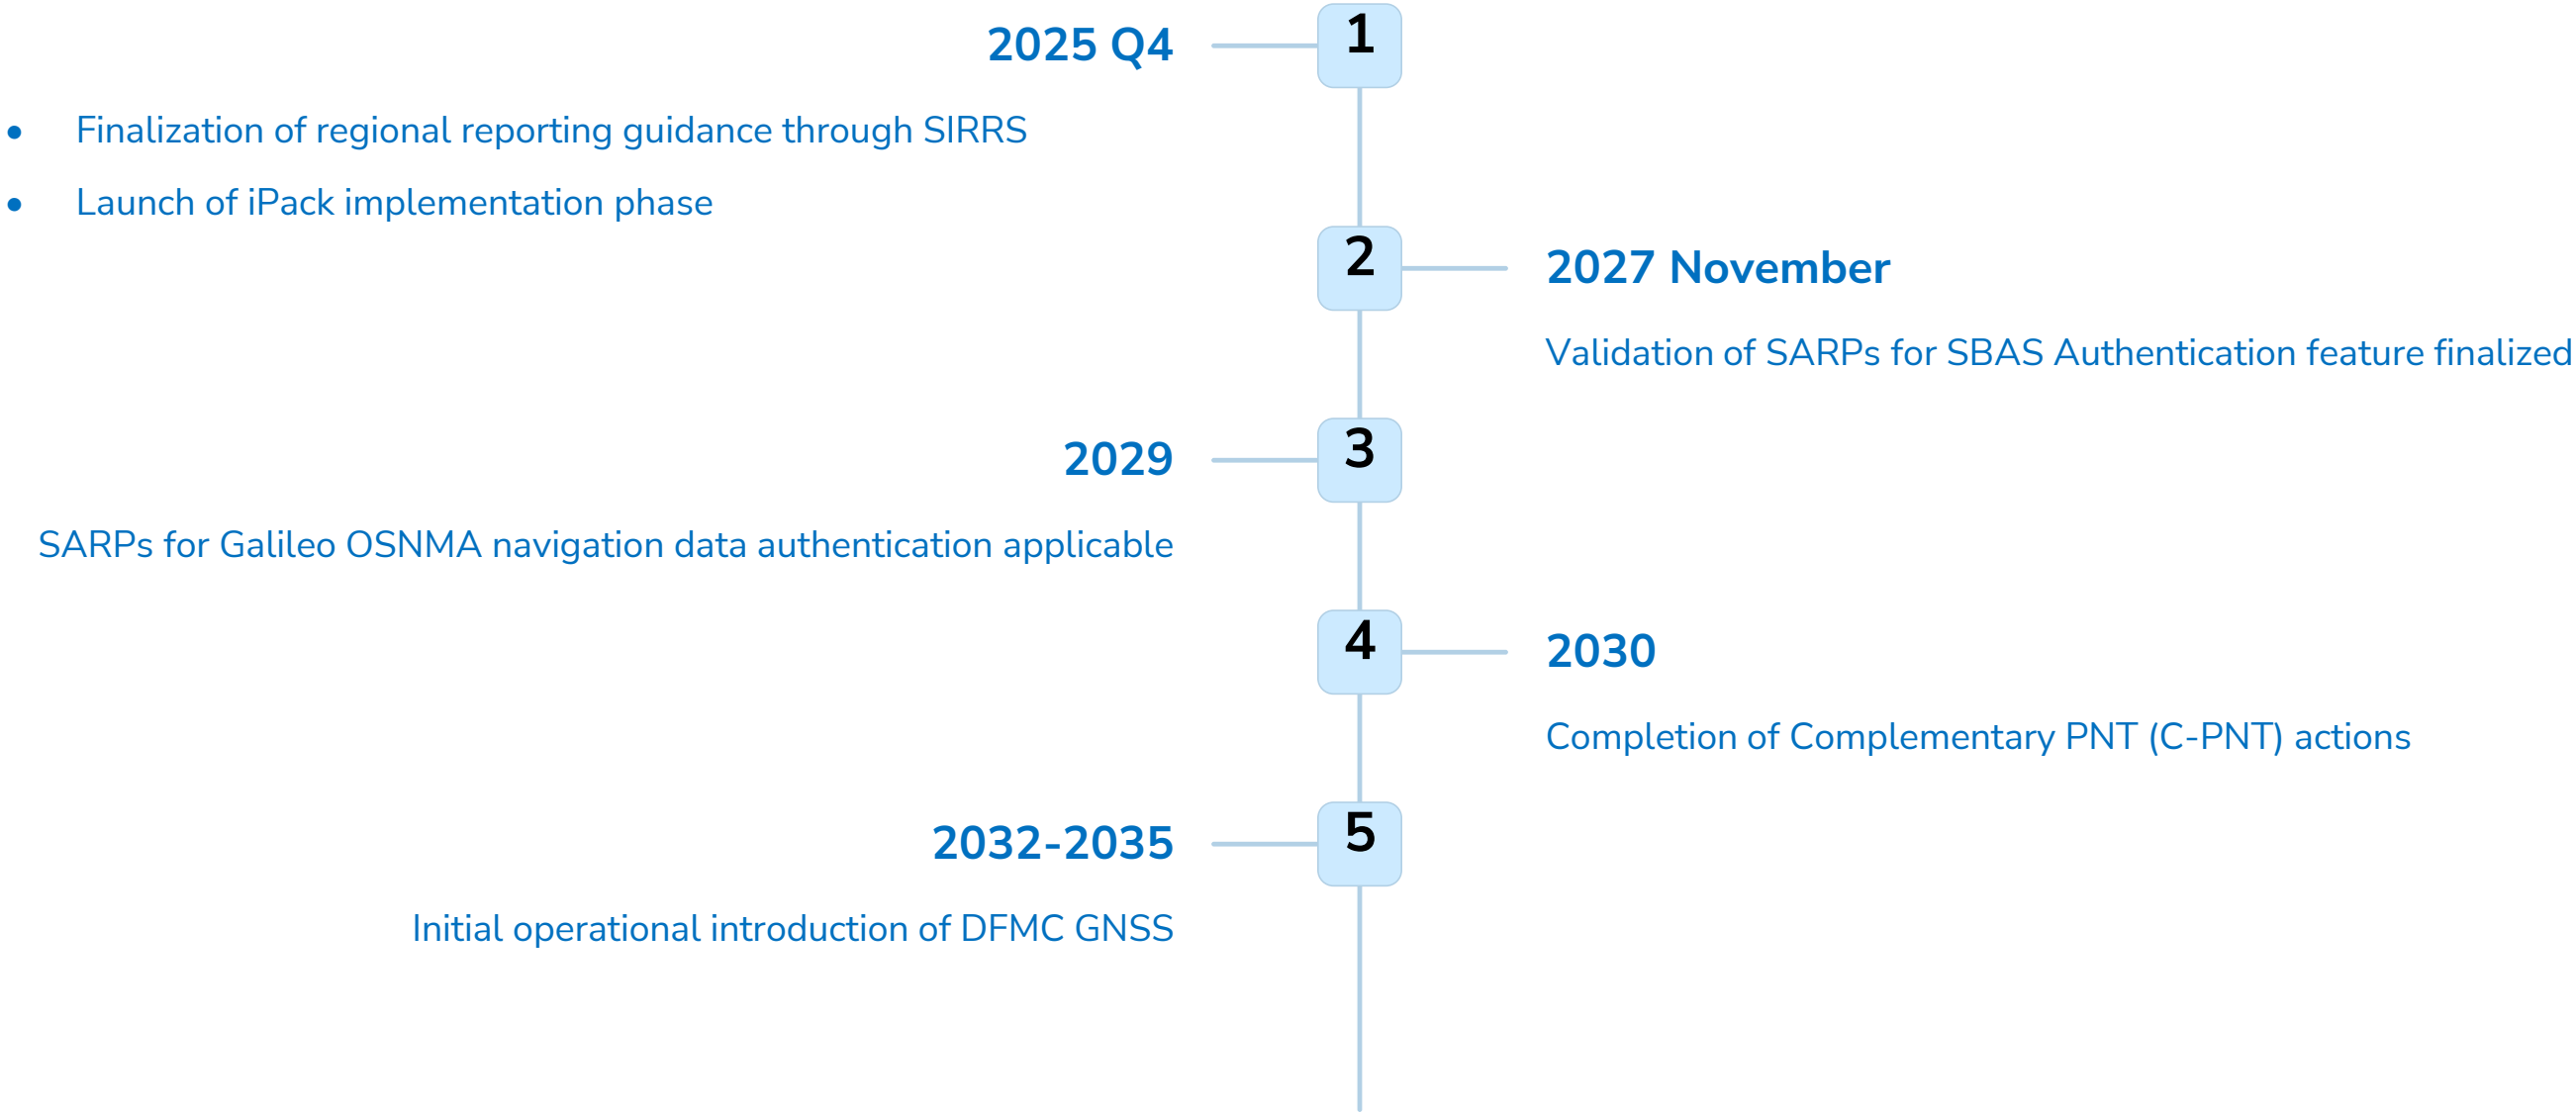 1
2025 Q4
• Finalization of regional reporting guidance through SIRRS
• Launch of iPack implementation phase
2
2027 November
Validation of SARPs for SBAS Authentication feature finalized
3
2029
SARPs for Galileo OSNMA navigation data authentication applicable
4
2030
Completion of Complementary PNT (C-PNT) actions
5
2032-2035
Initial operational introduction of DFMC GNSS